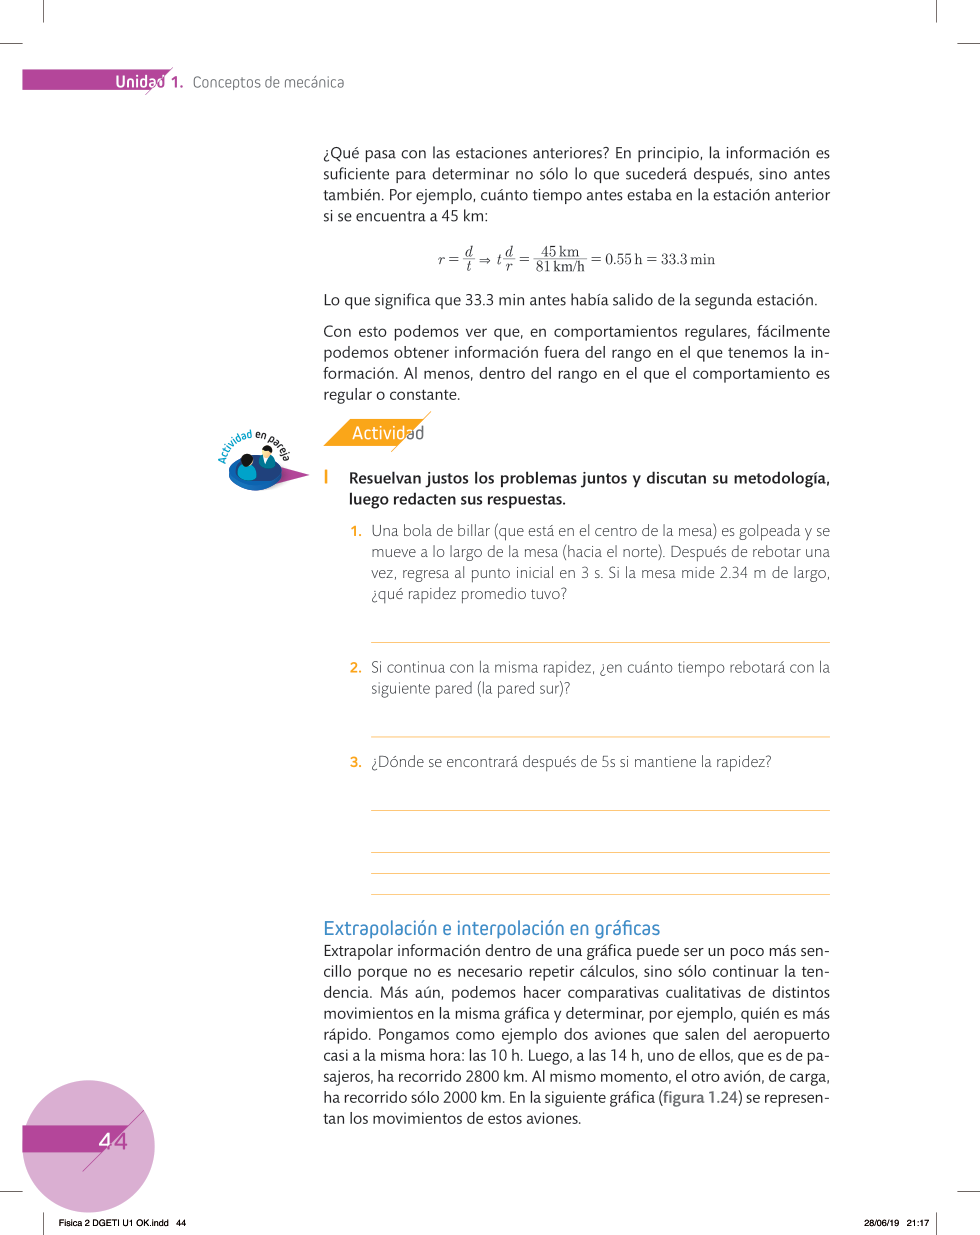 Unidad 1. Conceptos de mecánica
¿Qué pasa con las estaciones anteriores? En principio, la información es
suficiente para determinar no sólo lo que sucederá después, sino antes
también. Por ejemplo, cuánto tiempo antes estaba en la estación anterior
si se encuentra a 45 km:
r = d/t ⇒ t d/r = 45 km/81 km/h = 0.55 h = 33.3 min
Lo que significa que 33.3 min antes había salido de la segunda estación.
Con esto podemos ver que, en comportamientos regulares, fácilmente
podemos obtener información fuera del rango en el que tenemos la in-
formación. Al menos, dentro del rango en el que el comportamiento es
regular o constante.
Actividad
Actividad en pareja
I Resuelvan justos los problemas juntos y discutan su metodología,
luego redacten sus respuestas.
1. Una bola de billar (que está en el centro de la mesa) es golpeada y se
mueve a lo largo de la mesa (hacia el norte). Después de rebotar una
vez, regresa al punto inicial en 3 s. Si la mesa mide 2.34 m de largo,
¿qué rapidez promedio tuvo?
2. Si continua con la misma rapidez, ¿en cuánto tiempo rebotará con la
siguiente pared (la pared sur)?
3. ¿Dónde se encontrará después de 5s si mantiene la rapidez?
Extrapolación e interpolación en gráficas
Extrapolar información dentro de una gráfica puede ser un poco más sen-
cillo porque no es necesario repetir cálculos, sino sólo continuar la ten-
dencia. Más aún, podemos hacer comparativas cualitativas de distintos
movimientos en la misma gráfica y determinar, por ejemplo, quién es más
rápido. Pongamos como ejemplo dos aviones que salen del aeropuerto
casi a la misma hora: las 10 h. Luego, a las 14 h, uno de ellos, que es de pa-
sajeros, ha recorrido 2800 km. Al mismo momento, el otro avión, de carga,
ha recorrido sólo 2000 km. En la siguiente gráfica (figura 1.24) se represen-
tan los movimientos de estos aviones.
44
Fisica 2 DGETI U1 OK.indd 44
28/06/19 21:17